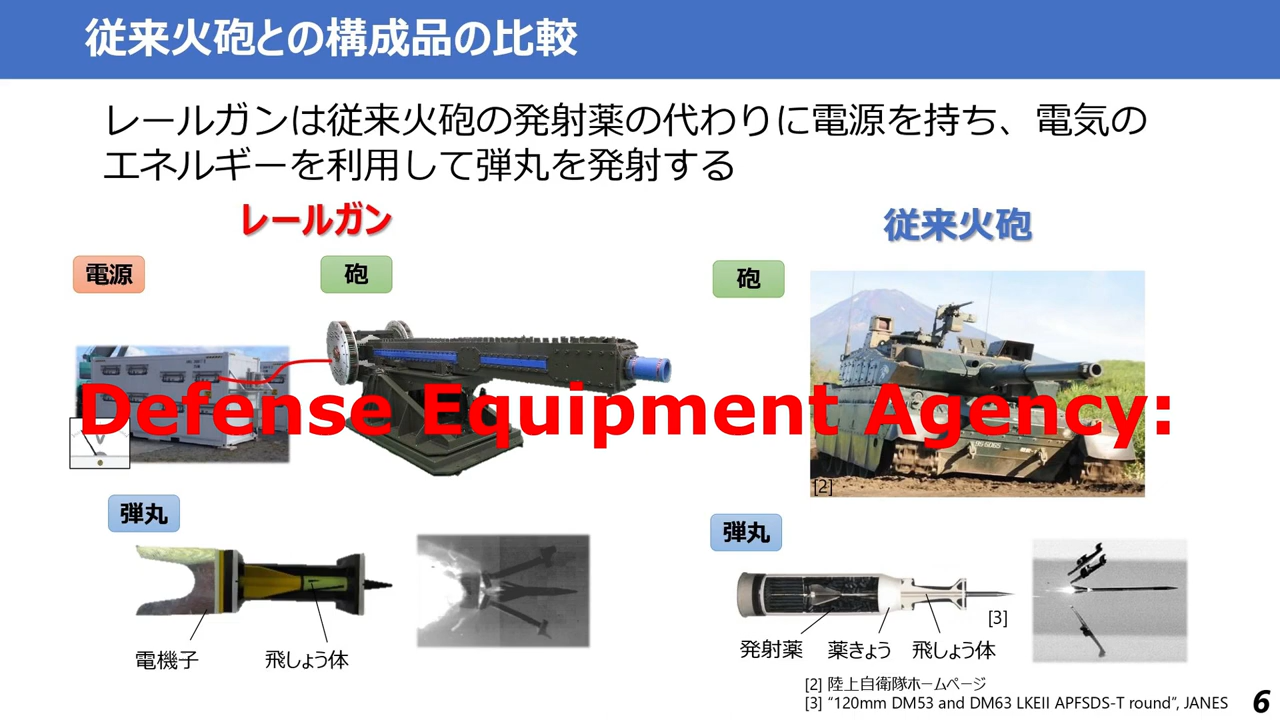 従来火砲との構成品の比較
レールガンは従来火砲の発射薬の代わりに電源を持ち、電気の
エネルギーを利用して弾丸を発射する
レールガン
従来火砲
電源
砲
砲
Defense Equipment Agency:
V
[2]
弾丸
弾丸
[3]
電機子
飛しょう体
発射薬
薬きょう
飛しょう体
[2] 陸上自衛隊ホームページ
[3] “120mm DM53 and DM63 LKEII APFSDS-T round“, JANES
6